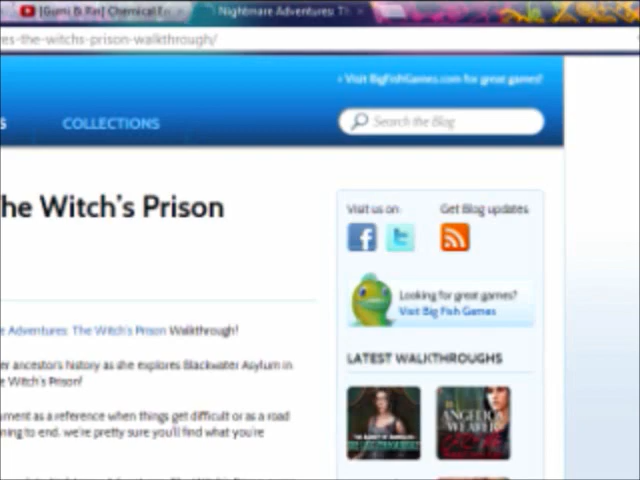 [Gumi & Rin] Chemical E
Nightmare Adventures: Th
es-the-witchs-prison-walkthrough/
› Visit BigFishGames.com for great games!
S
COLLECTIONS
Search the Blog
he Witch's Prison
Visit us on:
Get Blog updates
Looking for great games?
Visit Big Fish Games
e Adventures: The Witch's Prison Walkthrough!
er ancestor's history as she explores Blackwater Asylum in
e Witch's Prison!
ument as a reference when things get difficult or as a road
ning to end, we're pretty sure you'll find what you're
LATEST WALKTHROUGHS
ANGELICA
WEAVER